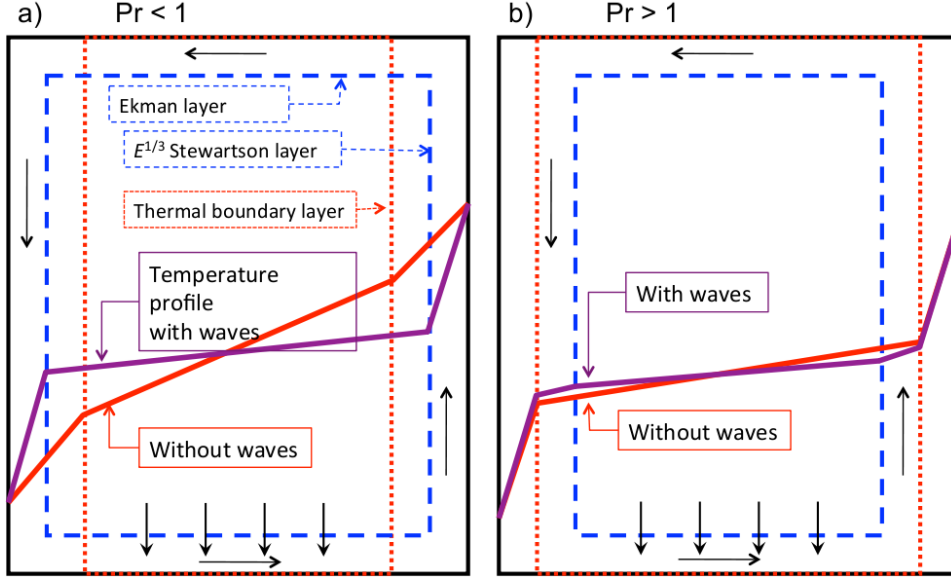 a) Pr < 1
b) Pr > 1
Ekman layer
E^1/3 Stewartson layer
Thermal boundary layer
Temperature
profile
with waves
Without waves
With waves
Without waves